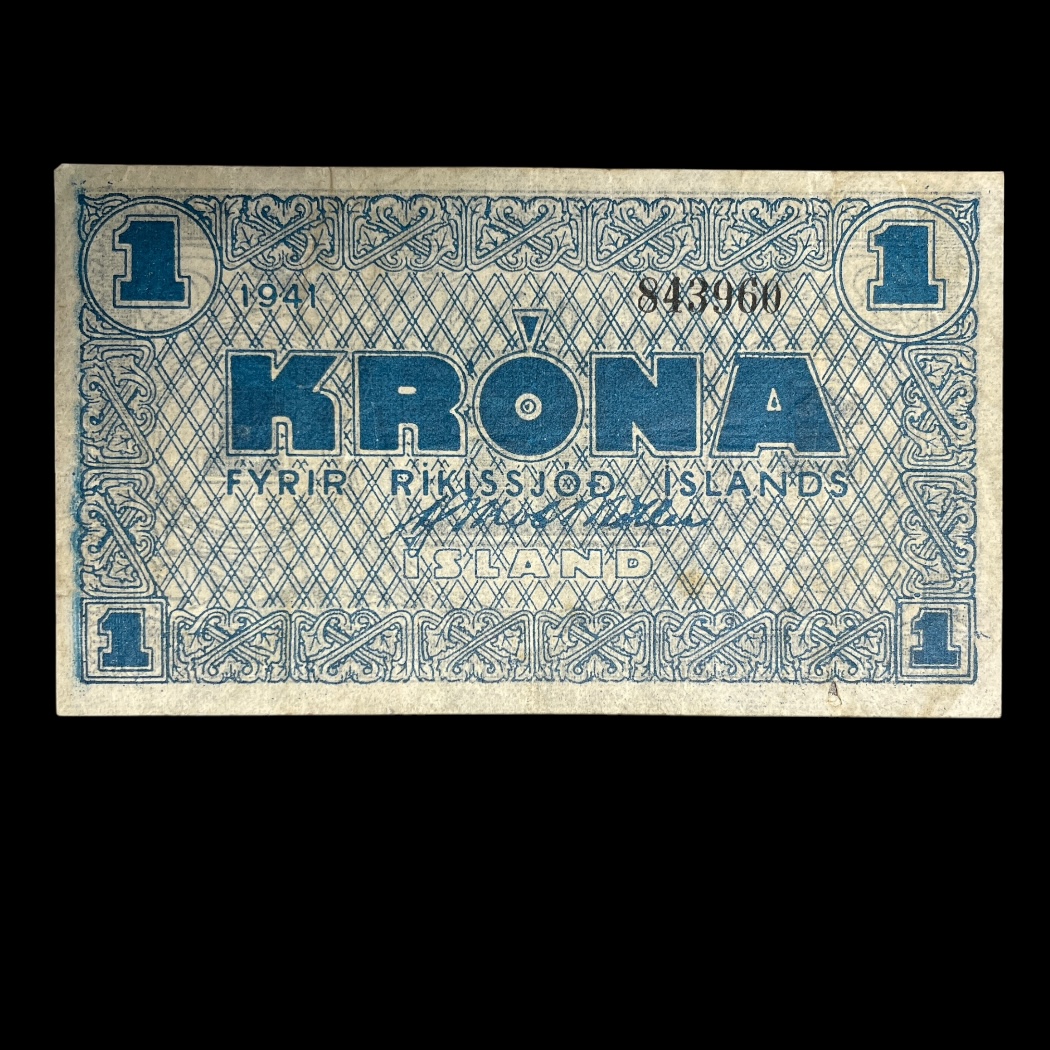 1 1
1941 843960
KRÓNA
FYRIR RÍKISSJÓÐ ÍSLANDS
ÍSLAND
1 1
A